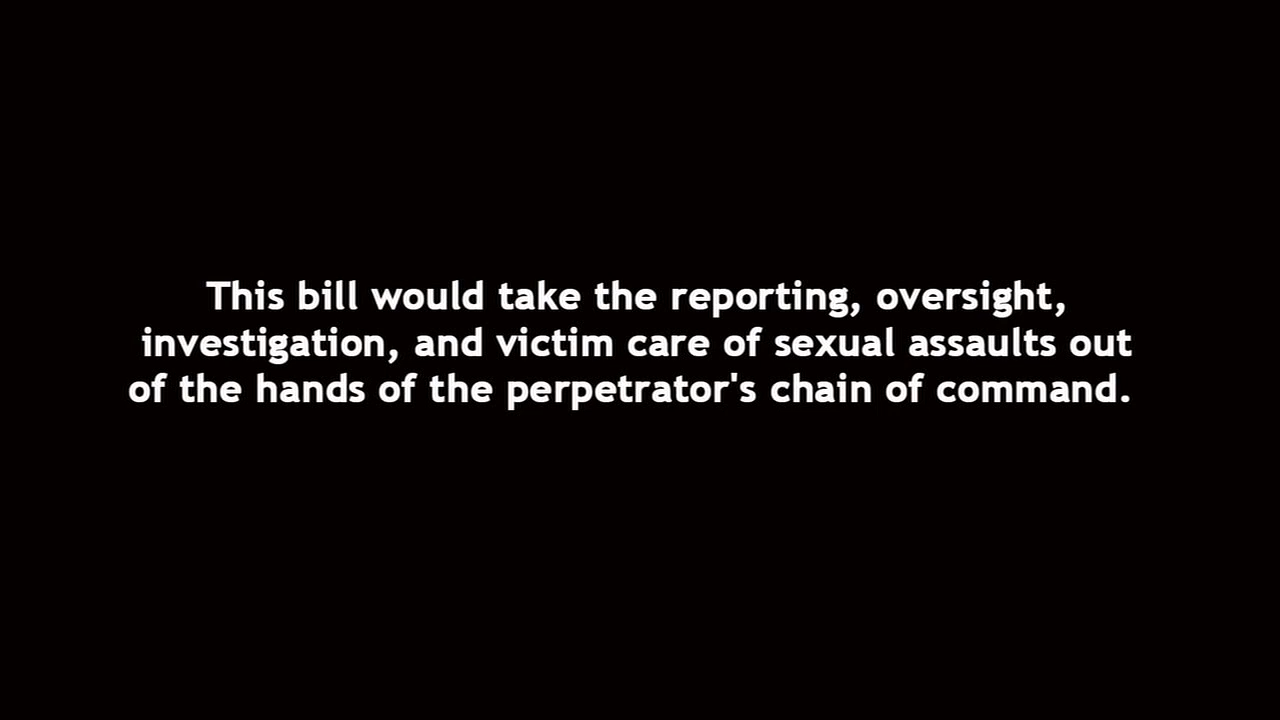 This bill would take the reporting, oversight,
investigation, and victim care of sexual assaults out
of the hands of the perpetrator's chain of command.